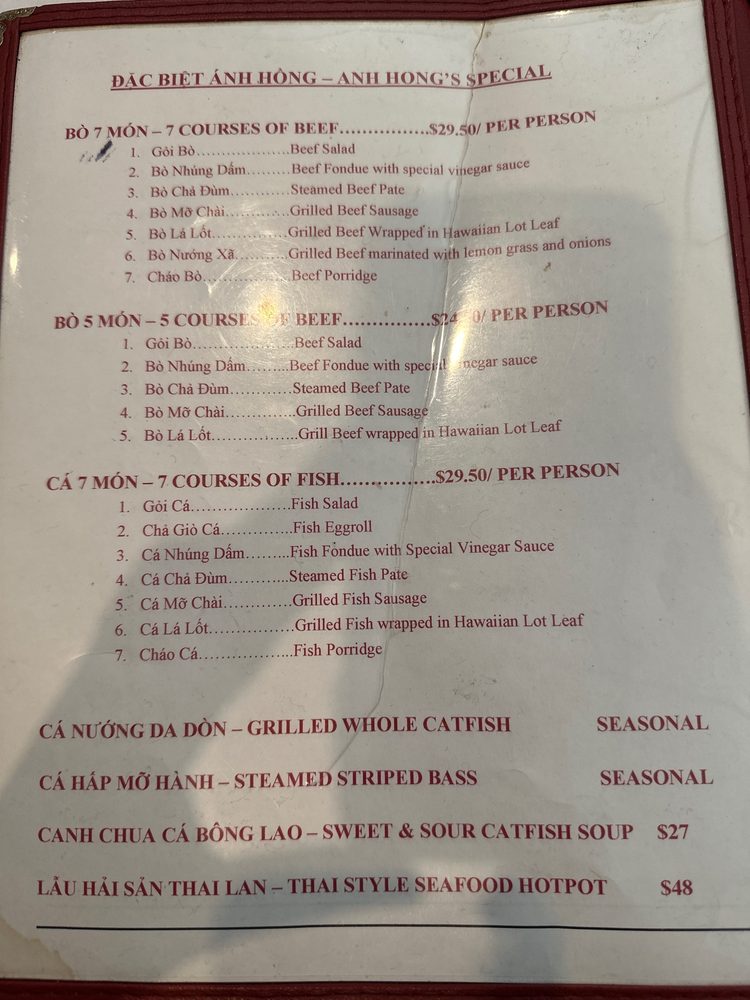 ĐĂC BIỆT ÁNH HỒNG – ANH HONG'S SPECIAL
BÒ 7 MÓN – 7 COURSES OF BEEF……………$29.50/ PER PERSON
1. Gôi Bò………………Beef Salad
2. Bò Nhúng Dấm………Beef Fondue with special vinegar sauce
3. Bò Chả Đùm…………Steamed Beef Pate
4. Bò Mỡ Chài…………Grilled Beef Sausage
5. Bò Lá Lốt……………Grilled Beef Wrapped in Hawaiian Lot Leaf
6. Bò Nướng Xã………Grilled Beef marinated with lemon grass and onions
7. Cháo Bò……………Beef Porridge
BÒ 5 MÓN – 5 COURSES OF BEEF……………/ PER PERSON
1. Gôi Bò………………Beef Salad
2. Bò Nhúng Dấm……..Beef Fondue with special vinegar sauce
3. Bò Chả Đùm…………Steamed Beef Pate
4. Bò Mỡ Chài…………Grilled Beef Sausage
5. Bò Lá Lốt……………..Grill Beef wrapped in Hawaiian Lot Leaf
CÁ 7 MÓN – 7 COURSES OF FISH…………….$29.50/ PER PERSON
1. Gỏi Cá………………..Fish Salad
2. Chả Giò Cá…………..Fish Eggroll
3. Cá Nhúng Dấm……..Fish Fondue with Special Vinegar Sauce
4. Cá Chả Đùm…………Steamed Fish Pate
5. Cá Mỡ Chài………….Grilled Fish Sausage
6. Cá Lá Lốt…………….Grilled Fish wrapped in Hawaiian Lot Leaf
7. Cháo Cá………………..Fish Porridge
CÁ NƯỚNG DA DÒN – GRILLED WHOLE CATFISH SEASONAL
CÁ HẤP MỠ HÀNH – STEAMED STRIPED BASS SEASONAL
CANH CHUA CÁ BÔNG LAO – SWEET & SOUR CATFISH SOUP $27
LẨU HẢI SẢN THAI LAN – THAI STYLE SEAFOOD HOTPOT $48